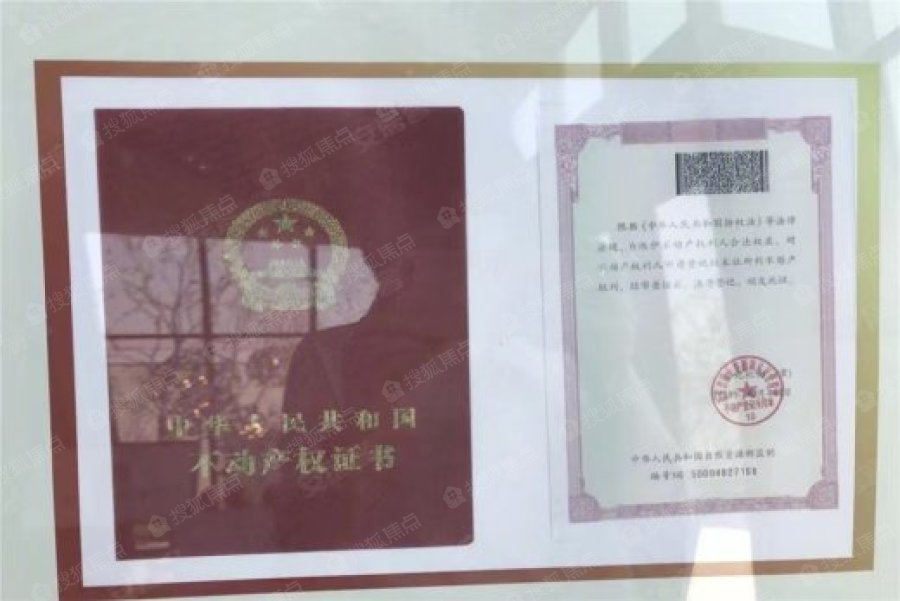 中华人民共和国
不动产权证书
根据《中华人民共和国物权法》等法律
法规，为保护不动产权利人合法权益，对
不动产权利人申请登记的本证所列不动产
权利，经审查核实，准予登记，颁发此证。
中华人民共和国自然资源部监制
搜狐焦点